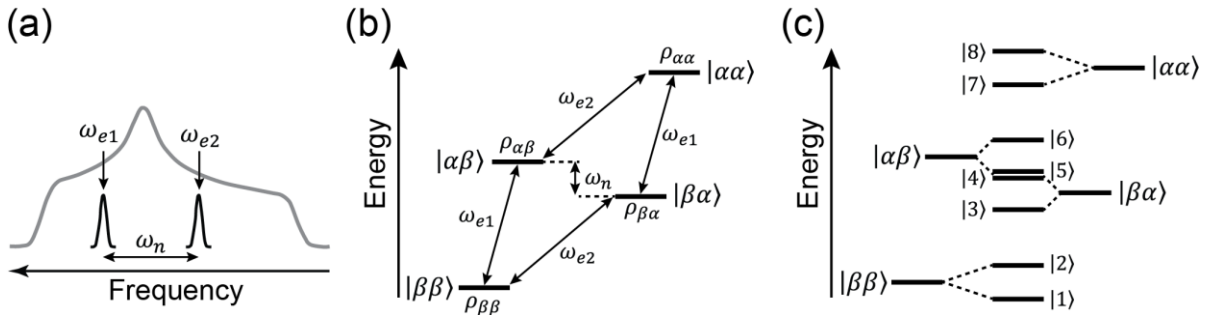 (a)
ω_e1
ω_e2
ω_n
Frequency
(b)
Energy
ρ_αα
|αα⟩
ω_e2
ω_e1
ρ_αβ
|αβ⟩
ω_n
|βα⟩
ρ_βα
ω_e1
ω_e2
|ββ⟩
ρ_ββ
(c)
Energy
|8⟩
|αα⟩
|7⟩
|6⟩
|αβ⟩
|5⟩
|4⟩
|βα⟩
|3⟩
|2⟩
|ββ⟩
|1⟩